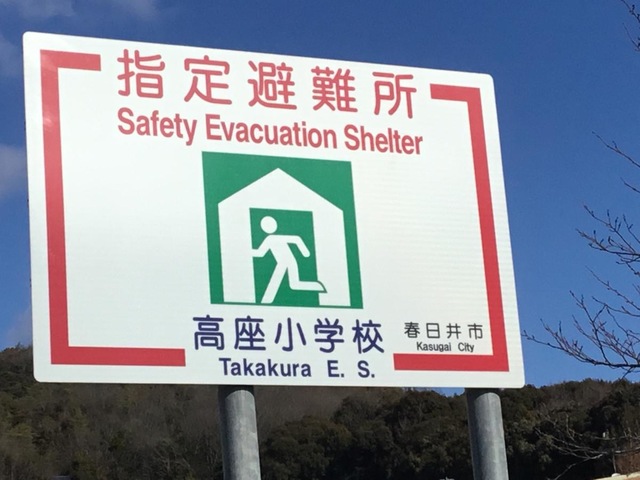 指定避難所
Safety Evacuation Shelter
高座小学校
Takakura E. S.
春日井市
Kasugai City